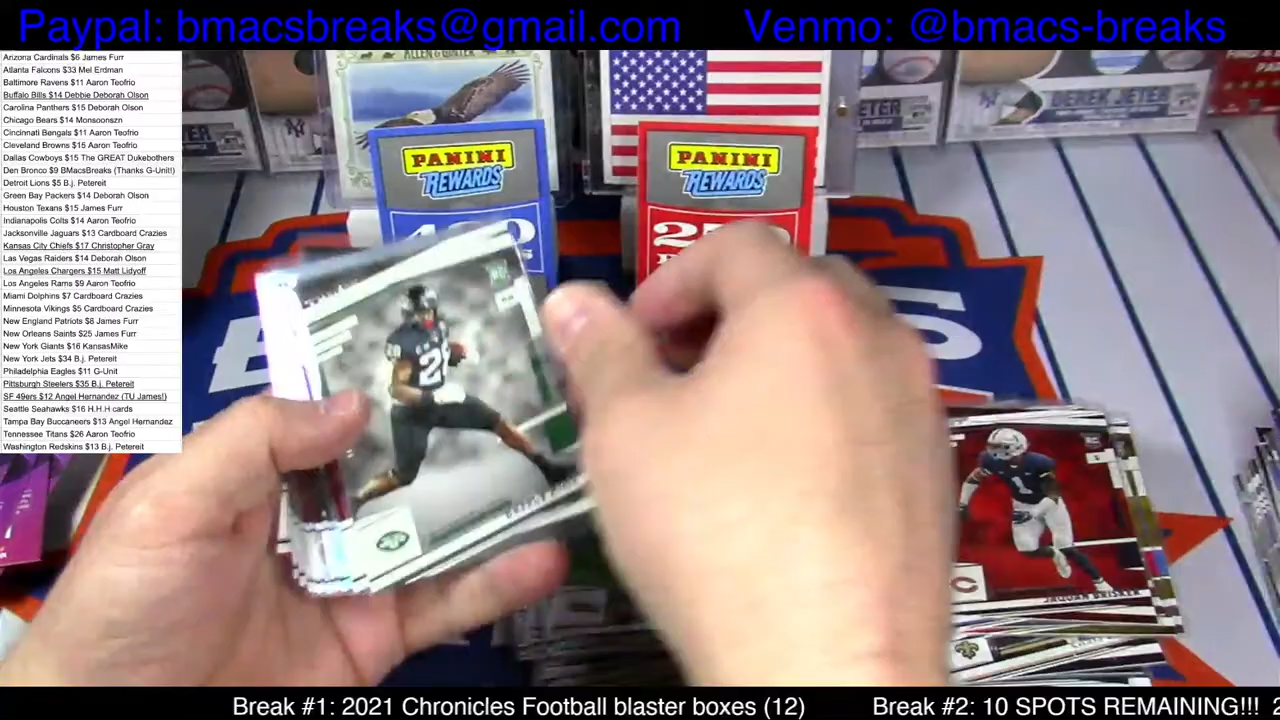 Paypal: bmacsbreaks@gmail.com Venmo: @bmacs-breaks
Arizona Cardinals $6 James Furr
Atlanta Falcons $33 Mel Erdman
Baltimore Ravens $11 Aaron Teofrio
Buffalo Bills $14 Debbie Deborah Olson
Carolina Panthers $15 Deborah Olson
Chicago Bears $14 Monsoonszn
Cincinnati Bengals $11 Aaron Teofrio
Cleveland Browns $15 Aaron Teofrio
Dallas Cowboys $15 The GREAT Dukebothers
Den Bronco $9 BMacsBreaks (Thanks G-Unit!)
Detroit Lions $5 B.j. Petereit
Green Bay Packers $14 Deborah Olson
Houston Texans $15 James Furr
Indianapolis Colts $14 Aaron Teofrio
Jacksonville Jaguars $13 Cardboard Crazies
Kansas City Chiefs $17 Christopher Gray
Las Vegas Raiders $14 Deborah Olson
Los Angeles Chargers $15 Matt Lidyoff
Los Angeles Rams $9 Aaron Teofrio
Miami Dolphins $7 Cardboard Crazies
Minnesota Vikings $5 Cardboard Crazies
New England Patriots $8 James Furr
New Orleans Saints $25 James Furr
New York Giants $16 KansasMike
New York Jets $34 B.j. Petereit
Philadelphia Eagles $11 G-Unit
Pittsburgh Steelers $35 B.j. Petereit
SF 49ers $12 Angel Hernandez (TU James!)
Seattle Seahawks $16 H.H.H cards
Tampa Bay Buccaneers $13 Angel Hernandez
Tennessee Titans $26 Aaron Teofrio
Washington Redskins $13 B.j. Petereit
ALLEN & GINTER
PANINI
REWARDS
PANINI
REWARDS
JETER
DEREK JETER
JAQUAN BRISKER
Break #1: 2021 Chronicles Football blaster boxes (12) Break #2: 10 SPOTS REMAINING!!!